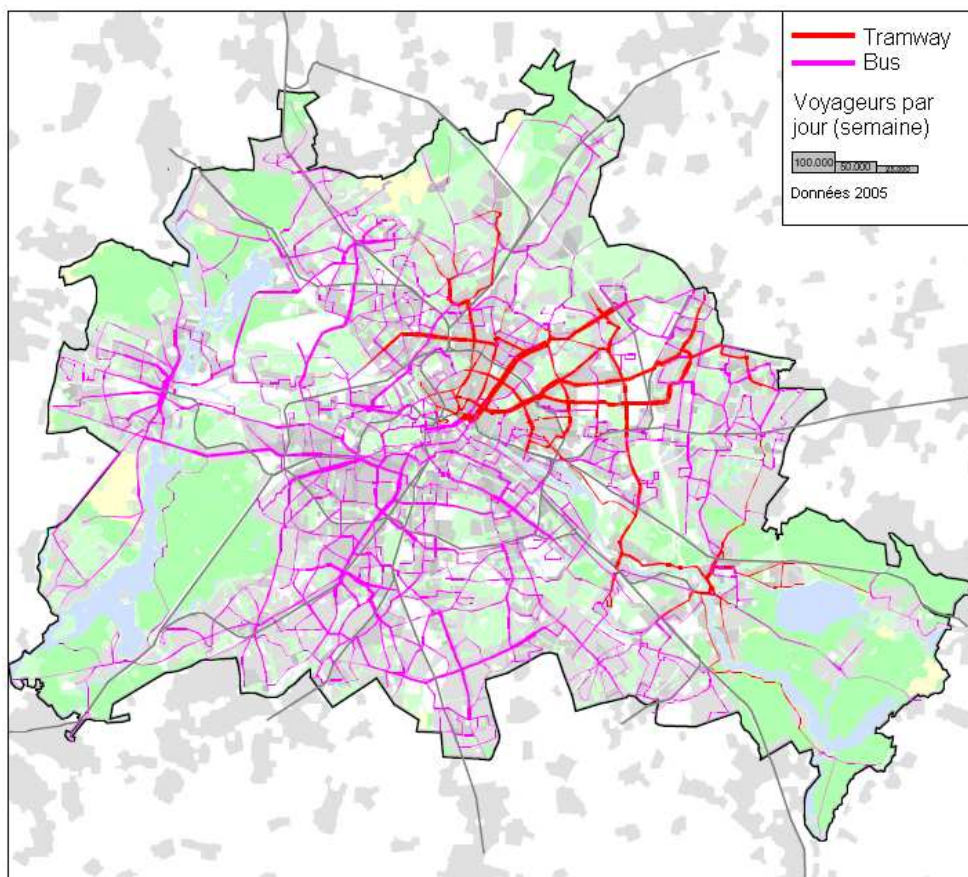 Tramway
Bus
Voyageurs par
jour (semaine)
100.000 50.000
Données 2005